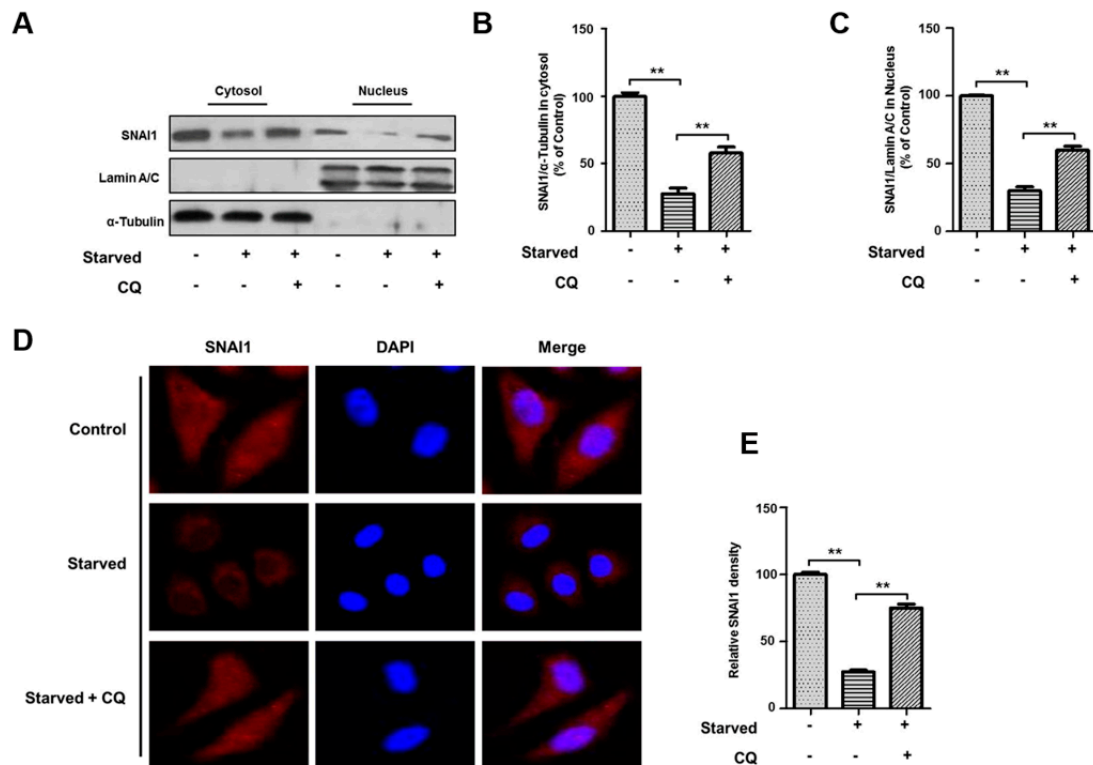 A
Cytosol Nucleus
SNAI1
Lamin A/C
α-Tubulin
Starved - + + - + +
CQ - - + - - +
B
SNAI1/α-Tubulin in cytosol
(% of Control)
150
100
50
0
** **
Starved - + +
CQ - - +
C
SNAI1/Lamin A/C in Nucleus
(% of Control)
150
100
50
0
** **
Starved - + +
CQ - - +
D
SNAI1 DAPI Merge
Control
Starved
Starved + CQ
E
Relative SNAI1 density
150
100
50
0
** **
Starved - + +
CQ - - +